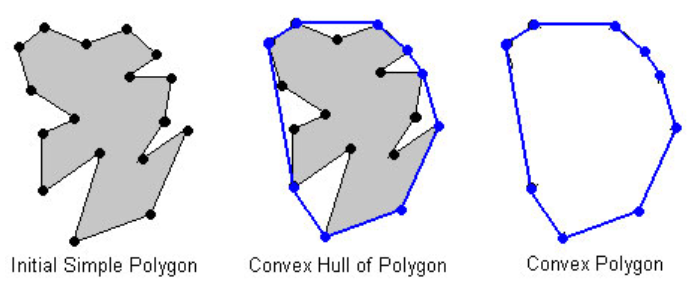 Initial Simple Polygon
Convex Hull of Polygon
Convex Polygon